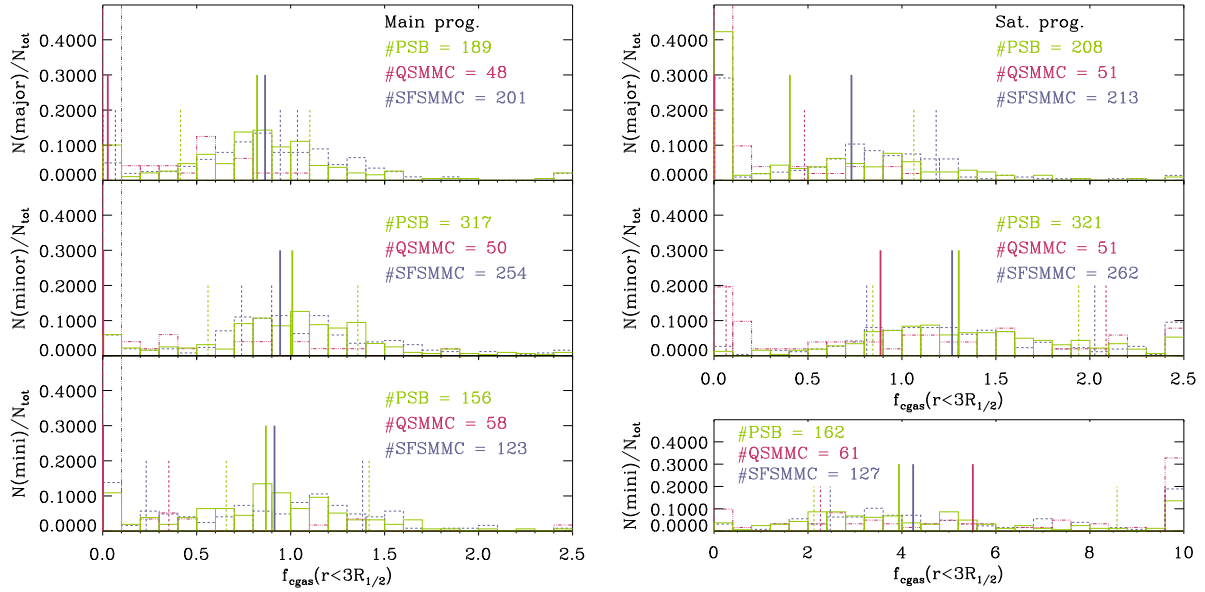 Main prog.
#PSB = 189
#QSMMC = 48
#SFSMMC = 201
N(major)/N_tot
0.4000
0.3000
0.2000
0.1000
0.0000
#PSB = 317
#QSMMC = 50
#SFSMMC = 254
N(minor)/N_tot
0.4000
0.3000
0.2000
0.1000
0.0000
#PSB = 156
#QSMMC = 58
#SFSMMC = 123
N(mini)/N_tot
0.4000
0.3000
0.2000
0.1000
0.0000
0.0 0.5 1.0 1.5 2.0 2.5
f_cgas(r<3R_1/2)
Sat. prog.
#PSB = 208
#QSMMC = 51
#SFSMMC = 213
N(major)/N_tot
0.4000
0.3000
0.2000
0.1000
0.0000
#PSB = 321
#QSMMC = 51
#SFSMMC = 262
N(minor)/N_tot
0.4000
0.3000
0.2000
0.1000
0.0000
0.0 0.5 1.0 1.5 2.0 2.5
f_cgas(r<3R_1/2)
#PSB = 162
#QSMMC = 61
#SFSMMC = 127
N(mini)/N_tot
0.4000
0.3000
0.2000
0.1000
0.0000
0 2 4 6 8 10
f_cgas(r<3R_1/2)